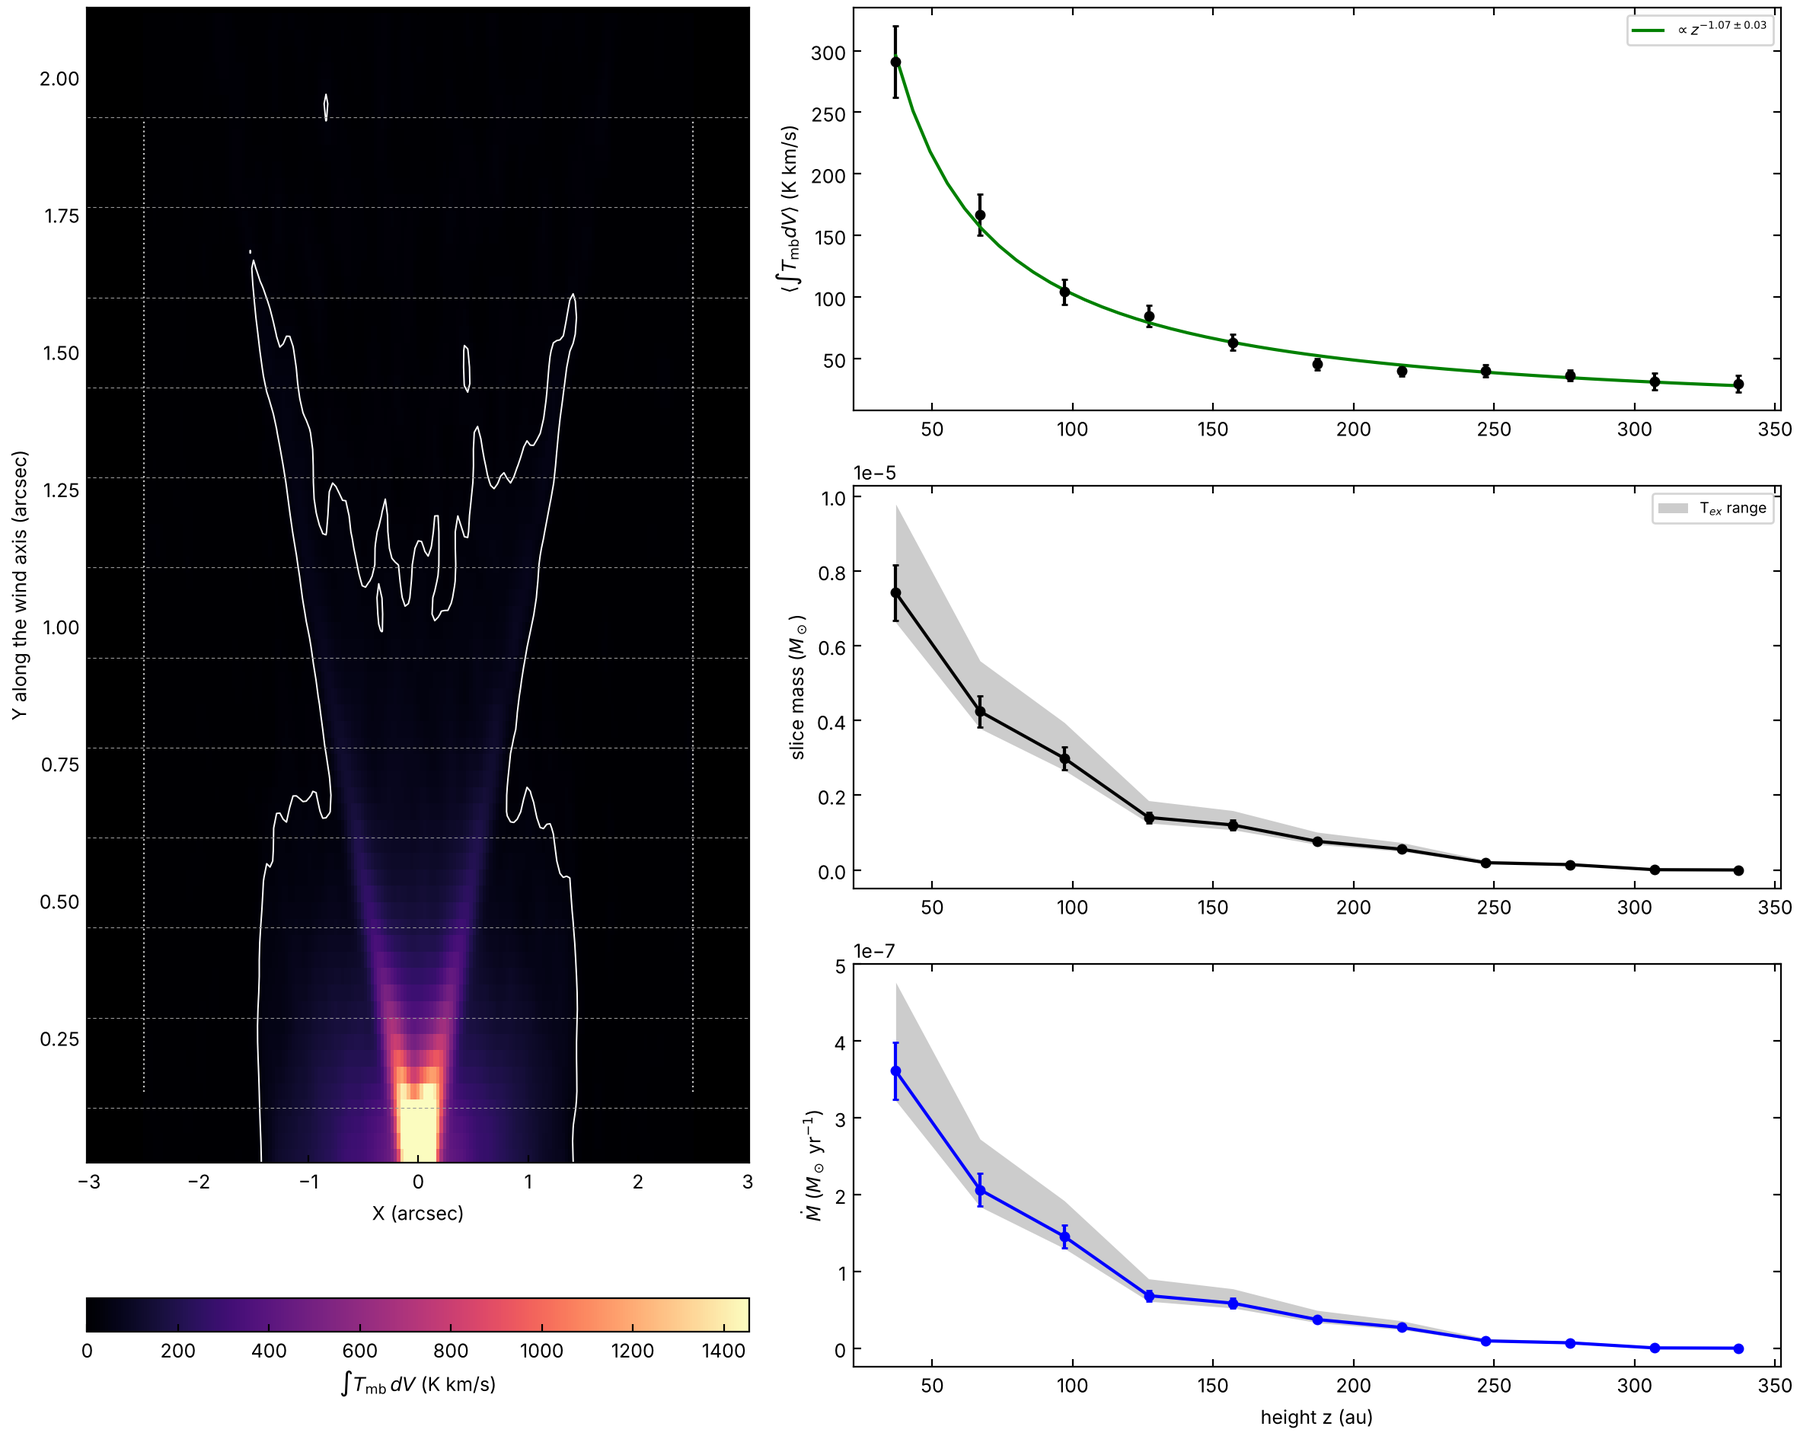 2.00
1.75
1.50
1.25
1.00
0.75
0.50
0.25
Y along the wind axis (arcsec)
−3 −2 −1 0 1 2 3
X (arcsec)
0 200 400 600 800 1000 1200 1400
∫T_mb dV (K km/s)
300
250
200
150
100
50
⟨∫T_mb dV⟩ (K km/s)
∝ z^−1.07±0.03
50 100 150 200 250 300 350
1e−5
1.0
0.8
0.6
0.4
0.2
0.0
slice mass (M_⊙)
T_ex range
50 100 150 200 250 300 350
1e−7
5
4
3
2
1
0
Ṁ (M_⊙ yr^−1)
50 100 150 200 250 300 350
height z (au)